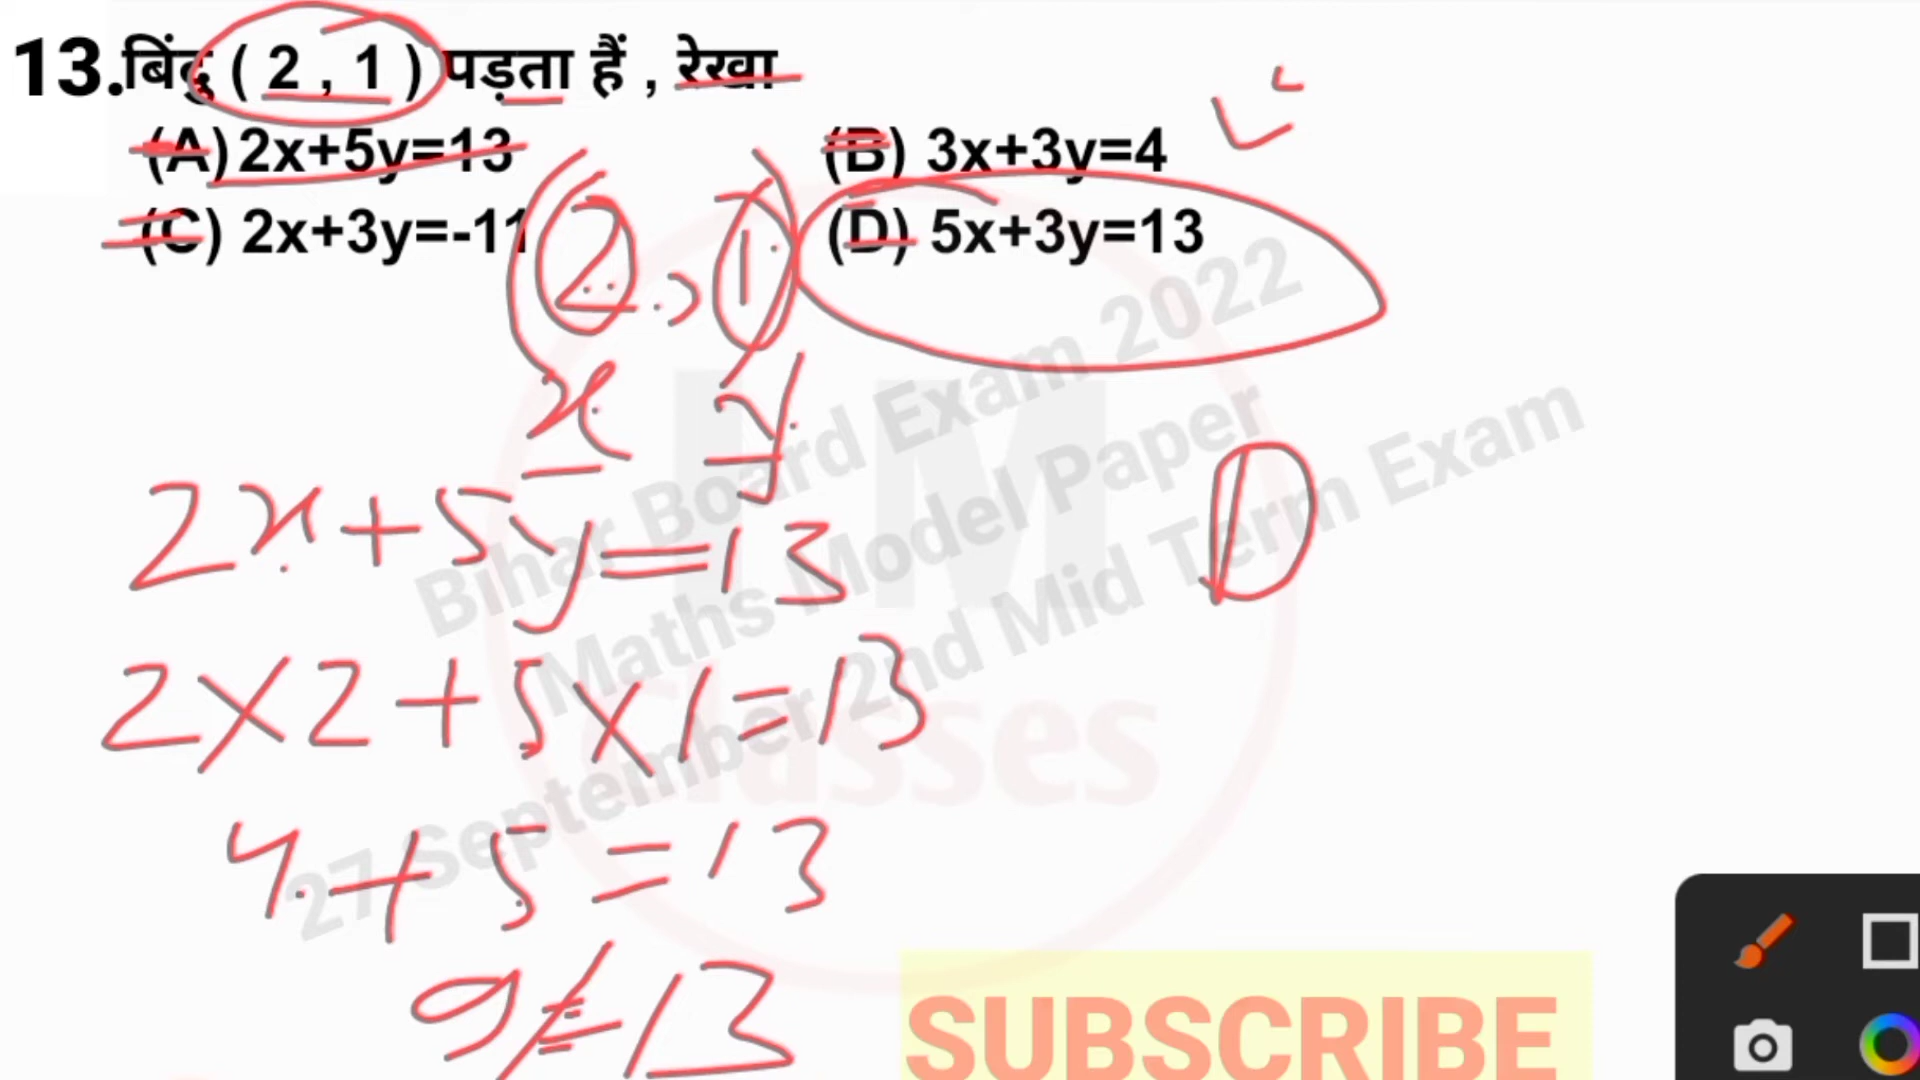 13. बिंदु ( 2 , 1 ) पड़ता हैं , रेखा
(A) 2x+5y=13 (B) 3x+3y=4
(C) 2x+3y=-11 (D) 5x+3y=13
(2 , 1)
x y
2x+5y=13
D
2×2+5×1=13
4+5=13
9≠13
Bihar Board Exam 2022
Maths Model Paper
27 September 2nd Mid Term Exam
M
Classes
SUBSCRIBE